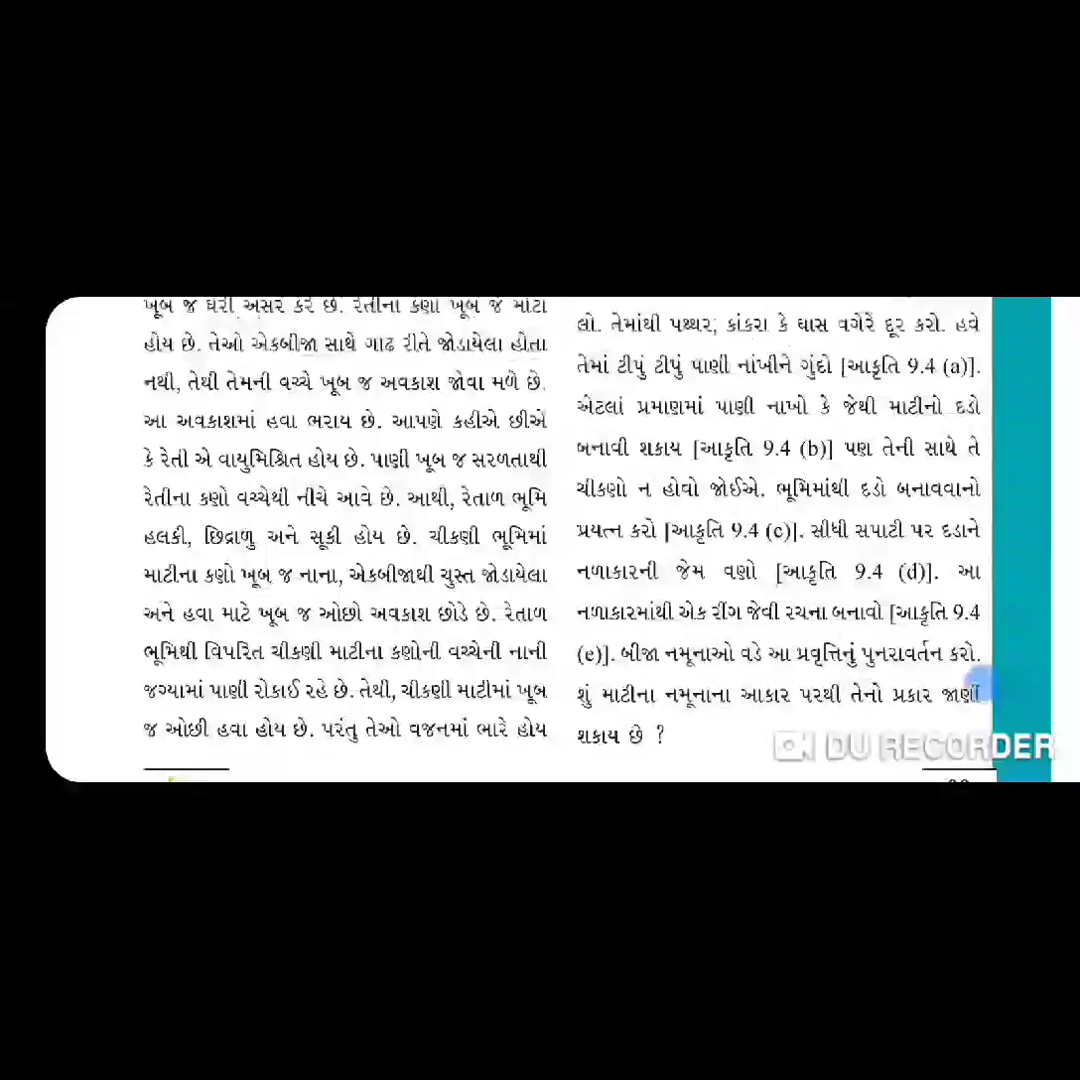 ખૂબ જ ઘેરી અસર કરે છે. રેતીના કણો ખૂબ જ મોટા
હોય છે. તેઓ એકબીજા સાથે ગાઢ રીતે જોડાયેલા હોતા
નથી, તેથી તેમની વચ્ચે ખૂબ જ અવકાશ જોવા મળે છે.
આ અવકાશમાં હવા ભરાય છે. આપણે કહીએ છીએ
કે રેતી એ વાયુમિશ્રિત હોય છે. પાણી ખૂબ જ સરળતાથી
રેતીના કણો વચ્ચેથી નીચે આવે છે. આથી, રેતાળ ભૂમિ
હલકી, છિદ્રાળુ અને સૂકી હોય છે. ચીકણી ભૂમિમાં
માટીના કણો ખૂબ જ નાના, એકબીજાથી ચુસ્ત જોડાયેલા
અને હવા માટે ખૂબ જ ઓછો અવકાશ છોડે છે. રેતાળ
ભૂમિથી વિપરિત ચીકણી માટીના કણોની વચ્ચેની નાની
જગ્યામાં પાણી રોકાઈ રહે છે. તેથી, ચીકણી માટીમાં ખૂબ
જ ઓછી હવા હોય છે. પરંતુ તેઓ વજનમાં ભારે હોય
લો. તેમાંથી પથ્થર; કાંકરા કે ઘાસ વગેરે દૂર કરો. હવે
તેમાં ટીપું ટીપું પાણી નાંખીને ગુંદો [આકૃતિ 9.4 (a)].
એટલાં પ્રમાણમાં પાણી નાખો કે જેથી માટીનો દડો
બનાવી શકાય [આકૃતિ 9.4 (b)] પણ તેની સાથે તે
ચીકણો ન હોવો જોઈએ. ભૂમિમાંથી દડો બનાવવાનો
પ્રયત્ન કરો [આકૃતિ 9.4 (c)]. સીધી સપાટી પર દડાને
નળાકારની જેમ વણો [આકૃતિ 9.4 (d)]. આ
નળાકારમાંથી એક રીંગ જેવી રચના બનાવો [આકૃતિ 9.4
(e)]. બીજા નમૂનાઓ વડે આ પ્રવૃત્તિનું પુનરાવર્તન કરો.
શું માટીના નમૂનાના આકાર પરથી તેનો પ્રકાર જાણી
શકાય છે ?
DU RECORDER